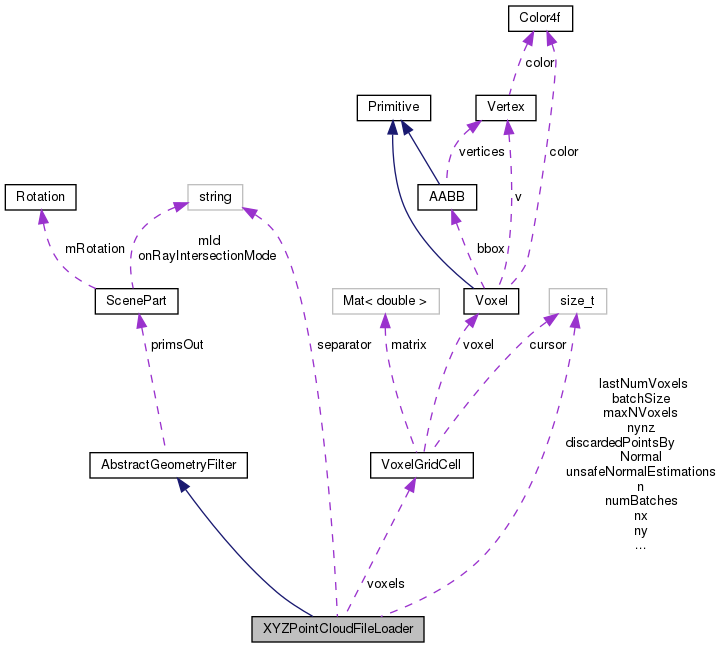 Color4f
color
Primitive
Vertex
vertices
color
Rotation
string
AABB
v
mRotation
mId
onRayIntersectionMode
bbox
ScenePart
Mat< double >
Voxel
size_t
primsOut
separator
matrix
voxel
cursor
lastNumVoxels
batchSize
maxNVoxels
nynz
discardedPointsBy
Normal
unsafeNormalEstimations
n
numBatches
nx
ny
...
AbstractGeometryFilter
VoxelGridCell
voxels
XYZPointCloudFileLoader